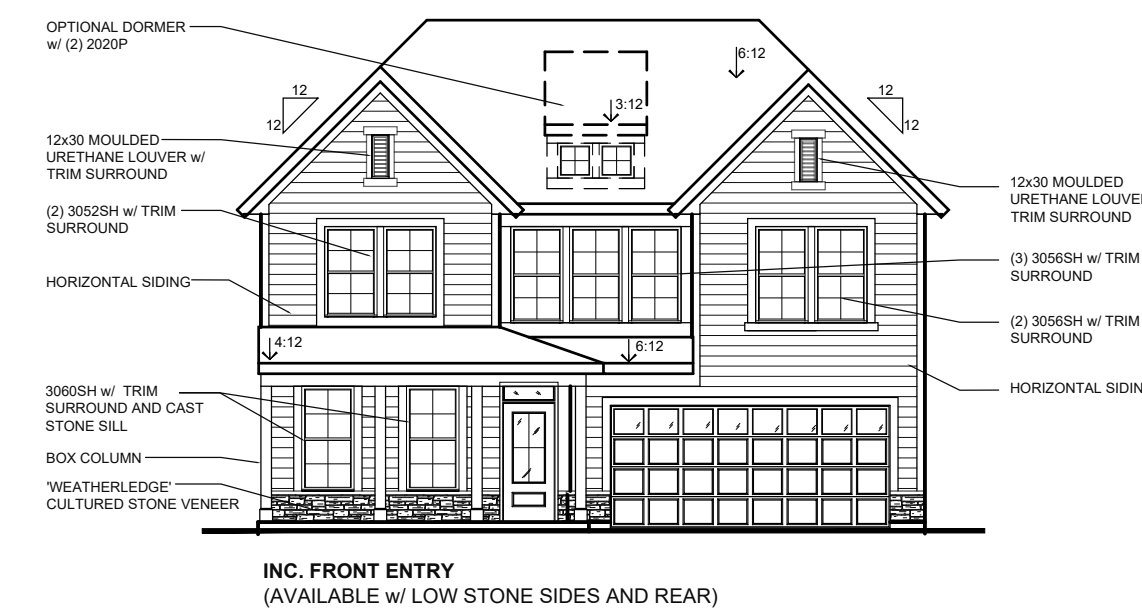 OPTIONAL DORMER
w/ (2) 2020P
6:12
3:12
12
12
12
12
12x30 MOULDED
URETHANE LOUVER w/
TRIM SURROUND
(2) 3052SH w/ TRIM
SURROUND
HORIZONTAL SIDING
4:12
6:12
3060SH w/ TRIM
SURROUND AND CAST
STONE SILL
BOX COLUMN
'WEATHERLEDGE'
CULTURED STONE VENEER
12x30 MOULDED
URETHANE LOUVER
TRIM SURROUND
(3) 3056SH w/ TRIM
SURROUND
(2) 3056SH w/ TRIM
SURROUND
HORIZONTAL SIDIN
INC. FRONT ENTRY
(AVAILABLE w/ LOW STONE SIDES AND REAR)